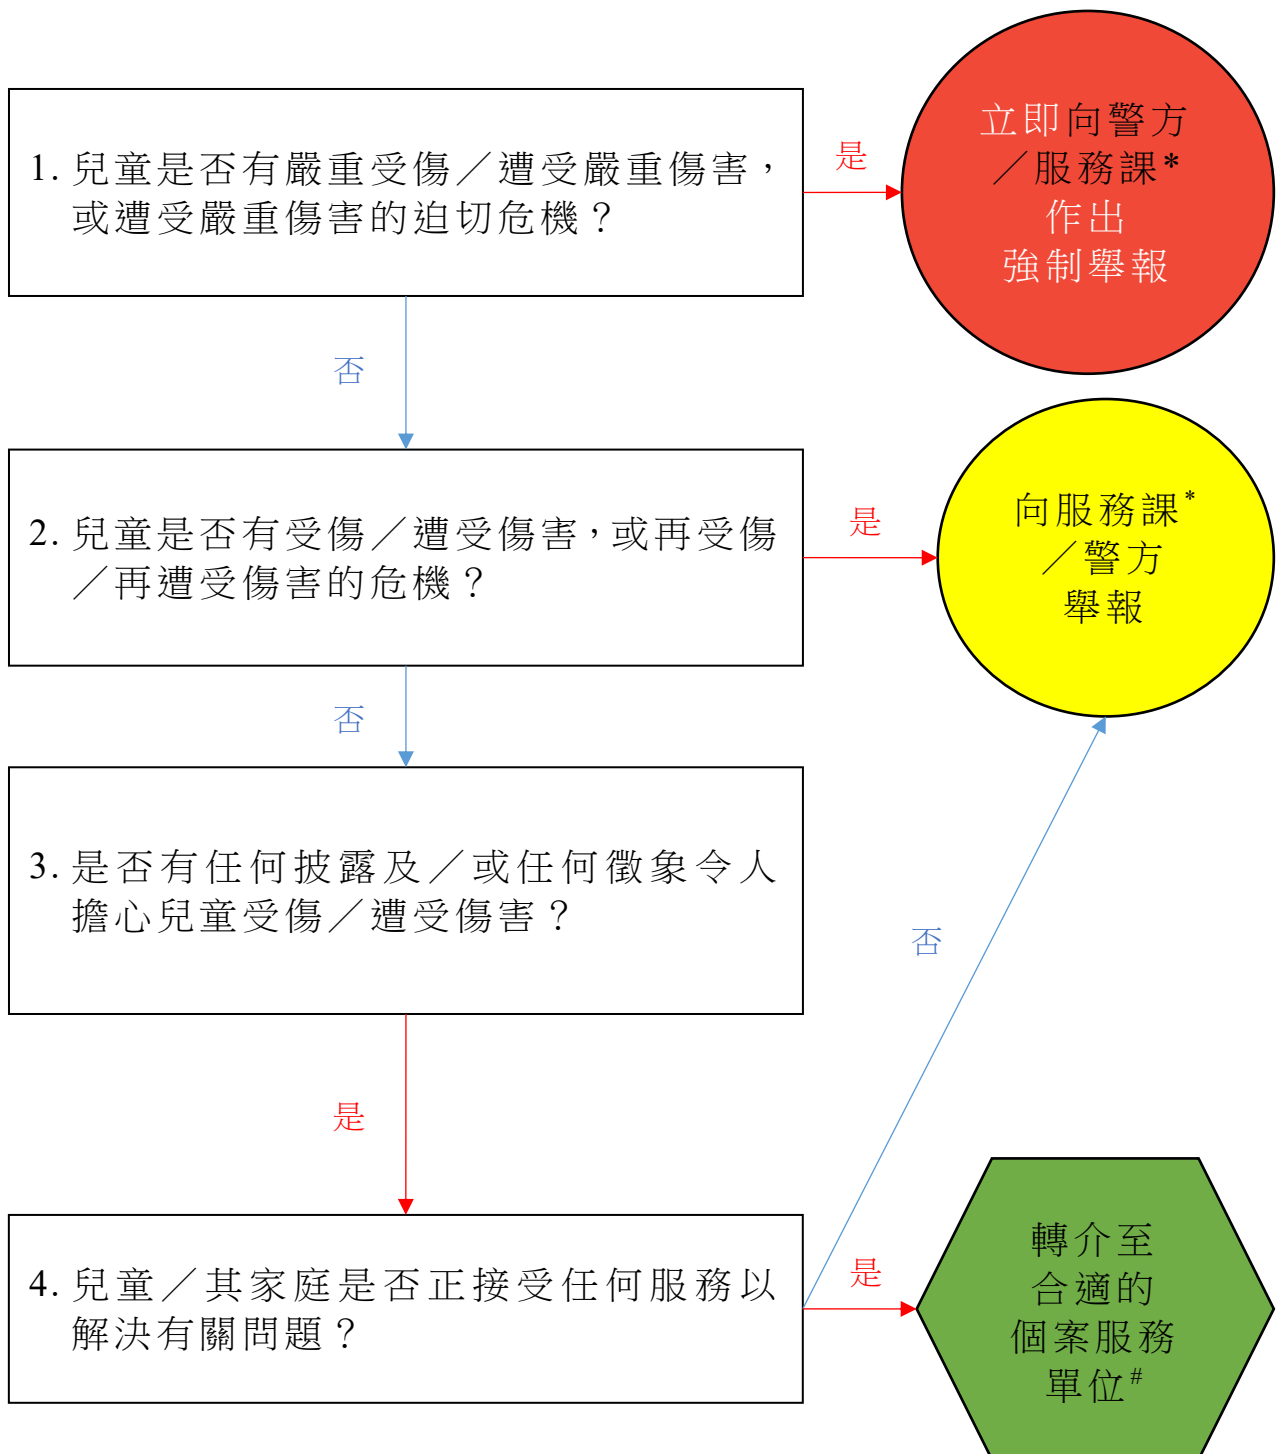 1. 兒童是否有嚴重受傷／遭受嚴重傷害，
或遭受嚴重傷害的迫切危機？
是
立即向警方
／服務課*
作出
強制舉報
否
2. 兒童是否有受傷／遭受傷害，或再受傷
／再遭受傷害的危機？
是
向服務課*
／警方
舉報
否
3. 是否有任何披露及／或任何徵象令人
擔心兒童受傷／遭受傷害？
否
是
4. 兒童／其家庭是否正接受任何服務以
解決有關問題？
是
轉介至
合適的
個案服務
單位#